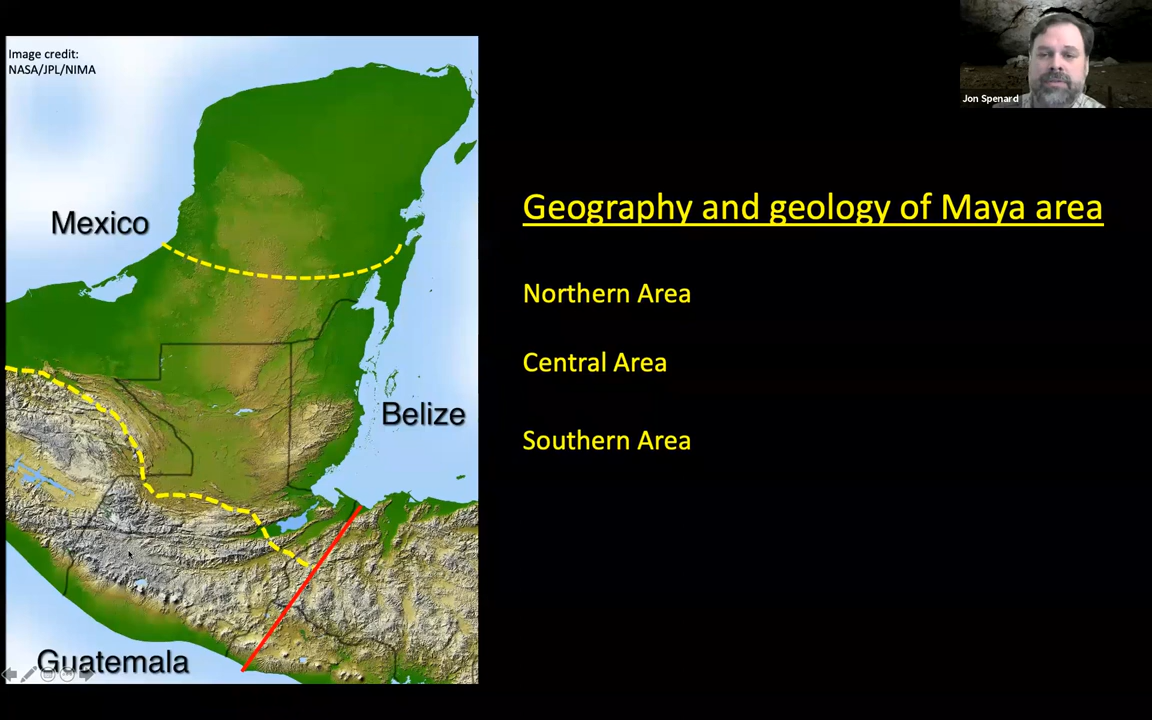 Image credit:
NASA/JPL/NIMA
Jon Spenard
Geography and geology of Maya area
Mexico
Northern Area
Central Area
Belize
Southern Area
Guatemala